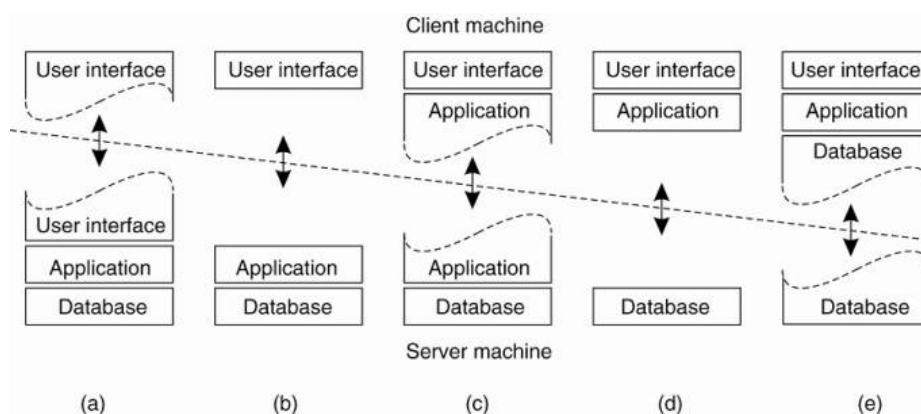 Client machine
User interface User interface User interface User interface User interface
Application Application Application
Database
User interface
Application Application Application
Database Database Database Database Database
Server machine
(a) (b) (c) (d) (e)